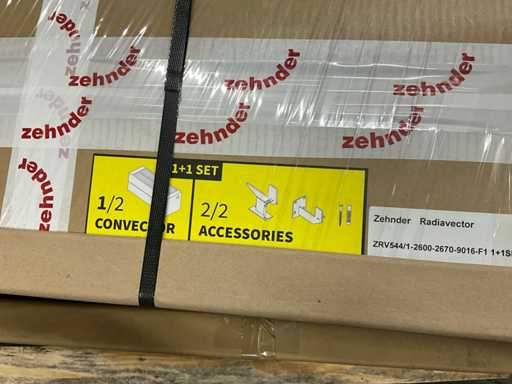 zehnder
zehnder
zehnder
zehnder
zehnder
zehnder
zehnder
1+1 SET
1/2
CONVECTOR
2/2
ACCESSORIES
Zehnder Radiavector
ZRV544/1-2600-2670-9016-F1 1+1S